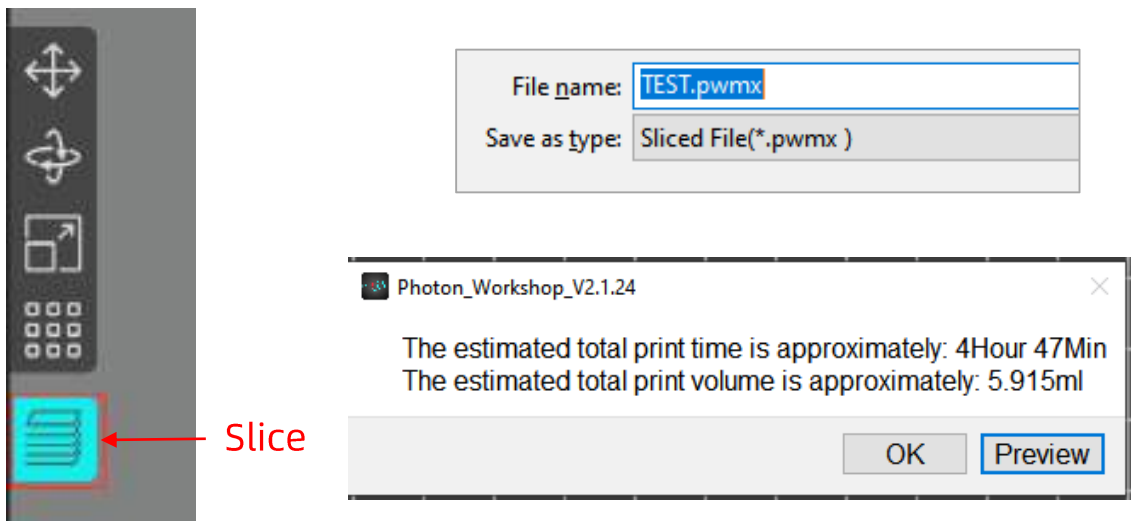 File name: TEST.pwmx
Save as type: Sliced File(*.pwmx )
Photon_Workshop_V2.1.24
The estimated total print time is approximately: 4Hour 47Min
The estimated total print volume is approximately: 5.915ml
Slice
OK Preview